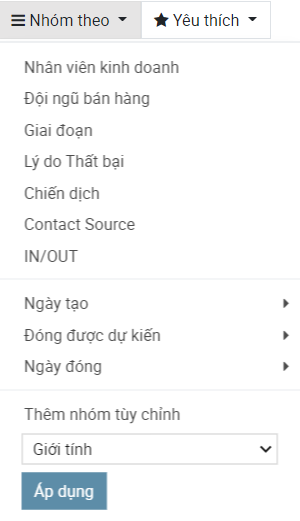 Nhóm theo Yêu thích
Nhân viên kinh doanh
Đội ngũ bán hàng
Giai đoạn
Lý do Thất bại
Chiến dịch
Contact Source
IN/OUT
Ngày tạo
Đóng được dự kiến
Ngày đóng
Thêm nhóm tùy chỉnh
Giới tính
Áp dụng